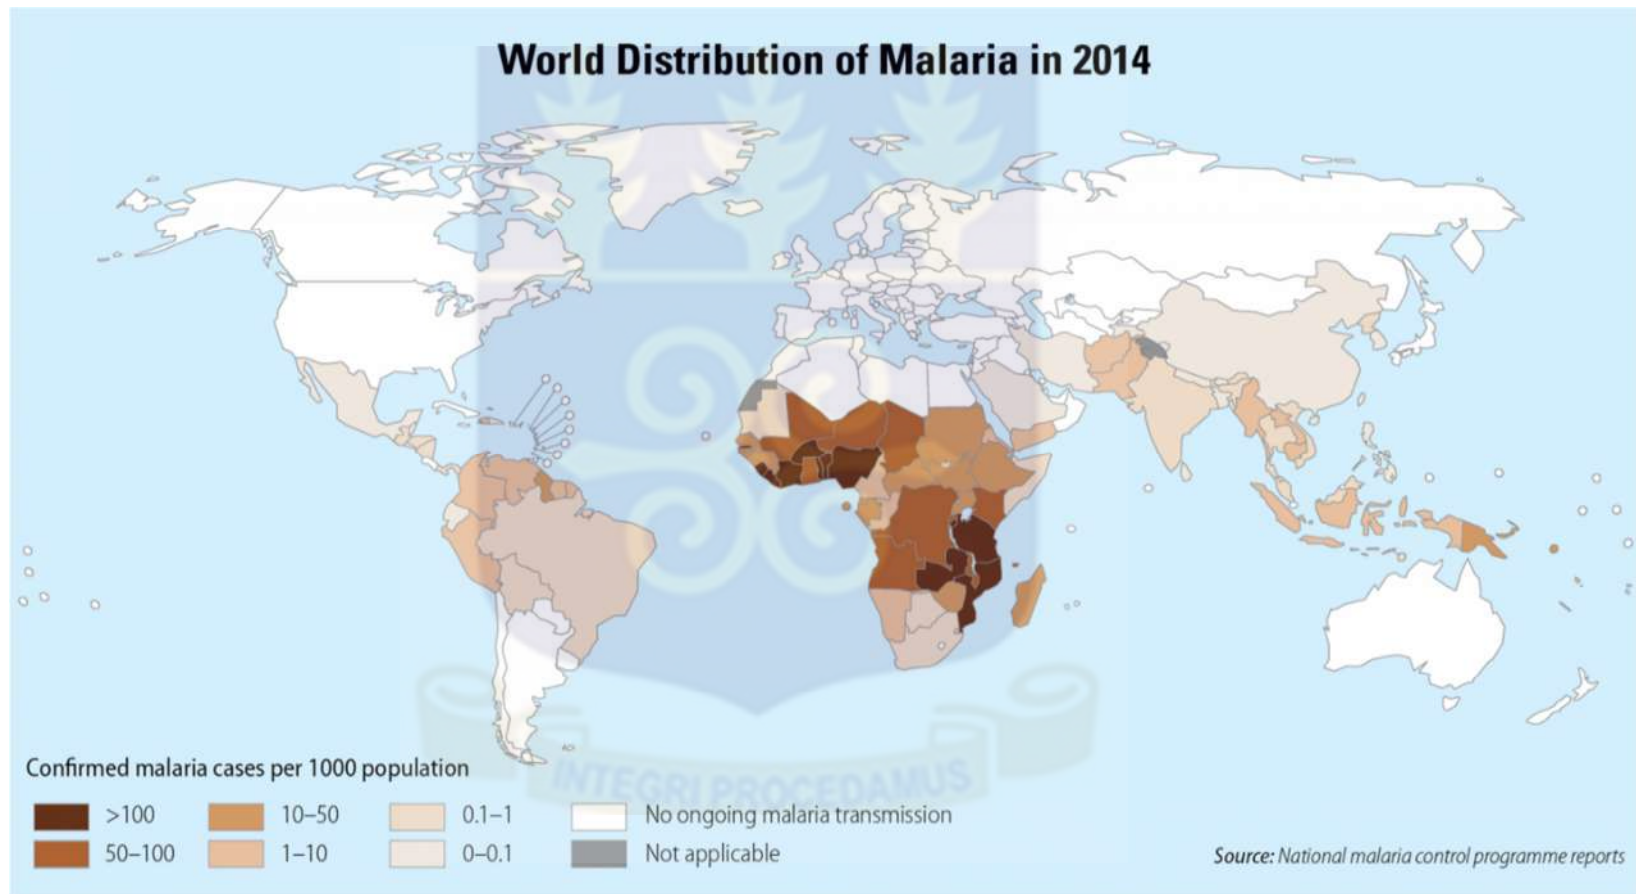 World Distribution of Malaria in 2014
INTEGRI PROCEDAMUS
Confirmed malaria cases per 1000 population
>100
10–50
0.1–1
No ongoing malaria transmission
50–100
1–10
0–0.1
Not applicable
Source: National malaria control programme reports